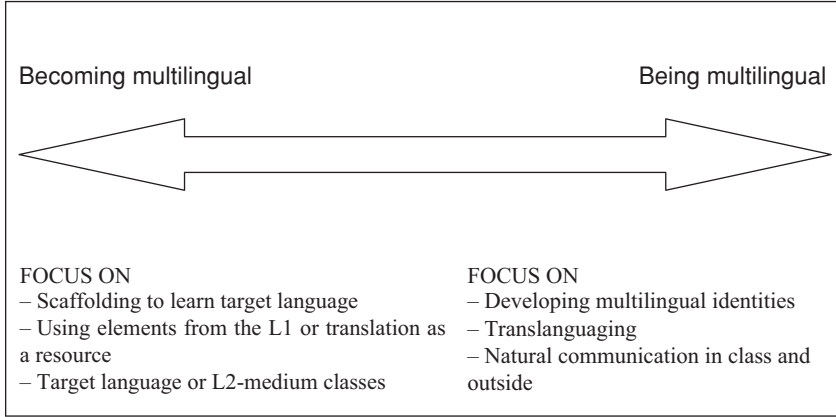 Becoming multilingual
Being multilingual
FOCUS ON
– Scaffolding to learn target language
– Using elements from the L1 or translation as
a resource
– Target language or L2-medium classes
FOCUS ON
– Developing multilingual identities
– Translanguaging
– Natural communication in class and
outside